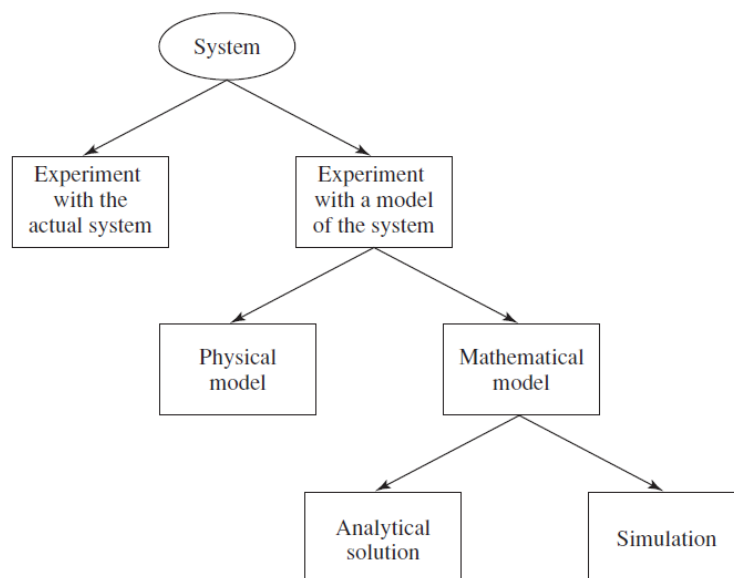 System
Experiment
with the
actual system
Experiment
with a model
of the system
Physical
model
Mathematical
model
Analytical
solution
Simulation